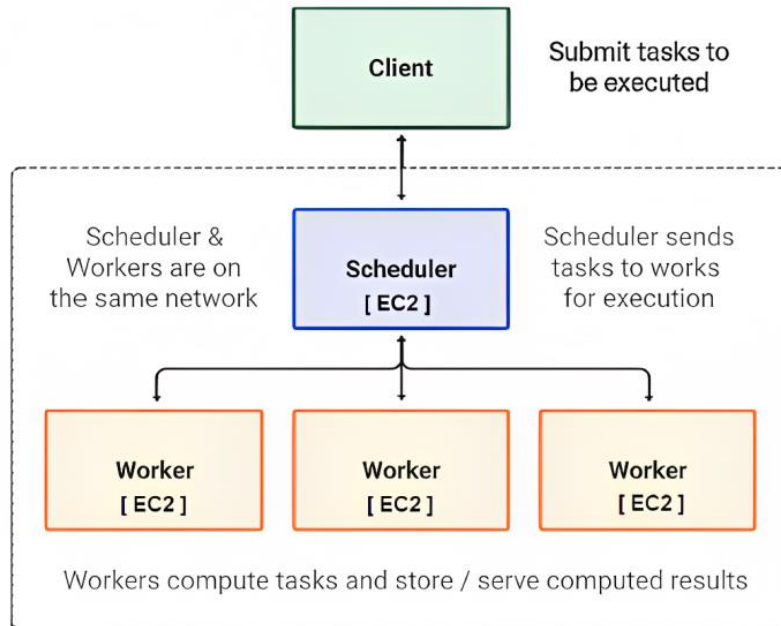 Client
Submit tasks to
be executed
Scheduler &
Workers are on
the same network
Scheduler
[ EC2 ]
Scheduler sends
tasks to works
for execution
Worker
[ EC2 ]
Worker
[ EC2 ]
Worker
[ EC2 ]
Workers compute tasks and store / serve computed results